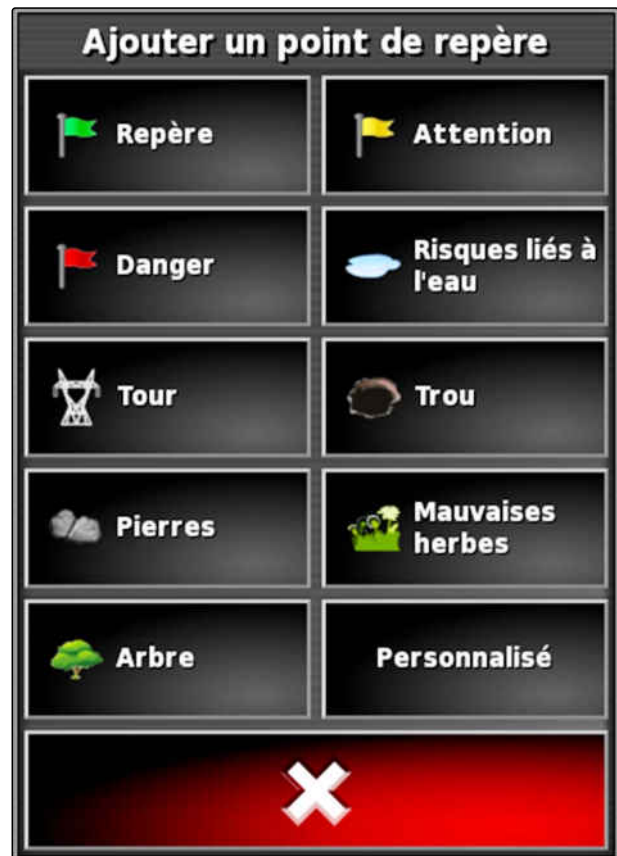 Ajouter un point de repère
Repère
Attention
Danger
Risques liés à
l'eau
Tour
Trou
Pierres
Mauvaises
herbes
Arbre
Personnalisé